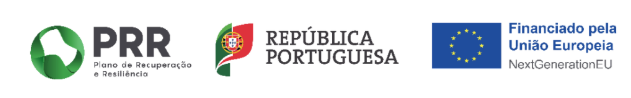 PRR
Plano de Recuperação
e Resiliência
REPÚBLICA
PORTUGUESA
Financiado pela
União Europeia
NextGenerationEU